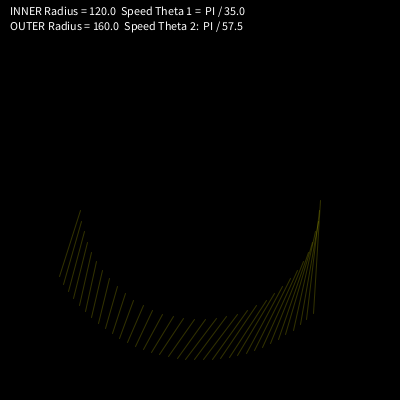 INNER Radius = 120.0  Speed Theta 1 =  PI / 35.0
OUTER Radius = 160.0  Speed Theta 2:  PI / 57.5